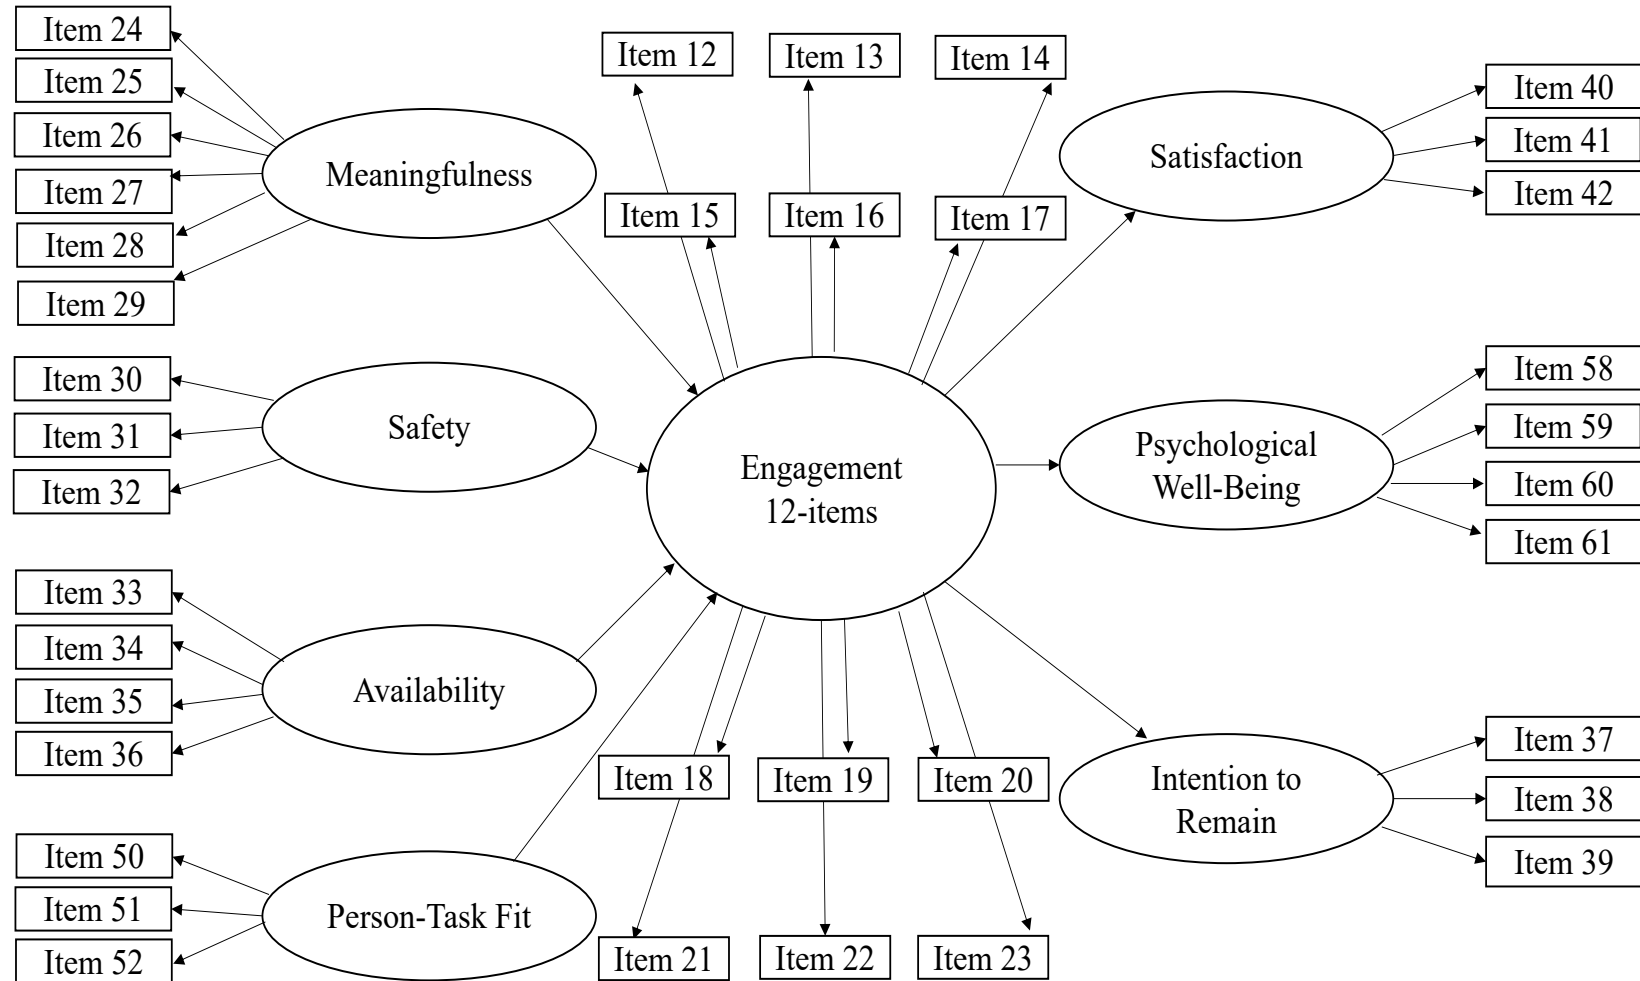 Item 24
Item 25
Item 26
Item 27
Item 28
Item 29
Meaningfulness
Item 30
Item 31
Item 32
Safety
Item 33
Item 34
Item 35
Item 36
Availability
Item 50
Item 51
Item 52
Person-Task Fit
Item 12
Item 13
Item 14
Item 15
Item 16
Item 17
Engagement
12-items
Item 18
Item 19
Item 20
Item 21
Item 22
Item 23
Satisfaction
Item 40
Item 41
Item 42
Psychological
Well-Being
Item 58
Item 59
Item 60
Item 61
Intention to
Remain
Item 37
Item 38
Item 39